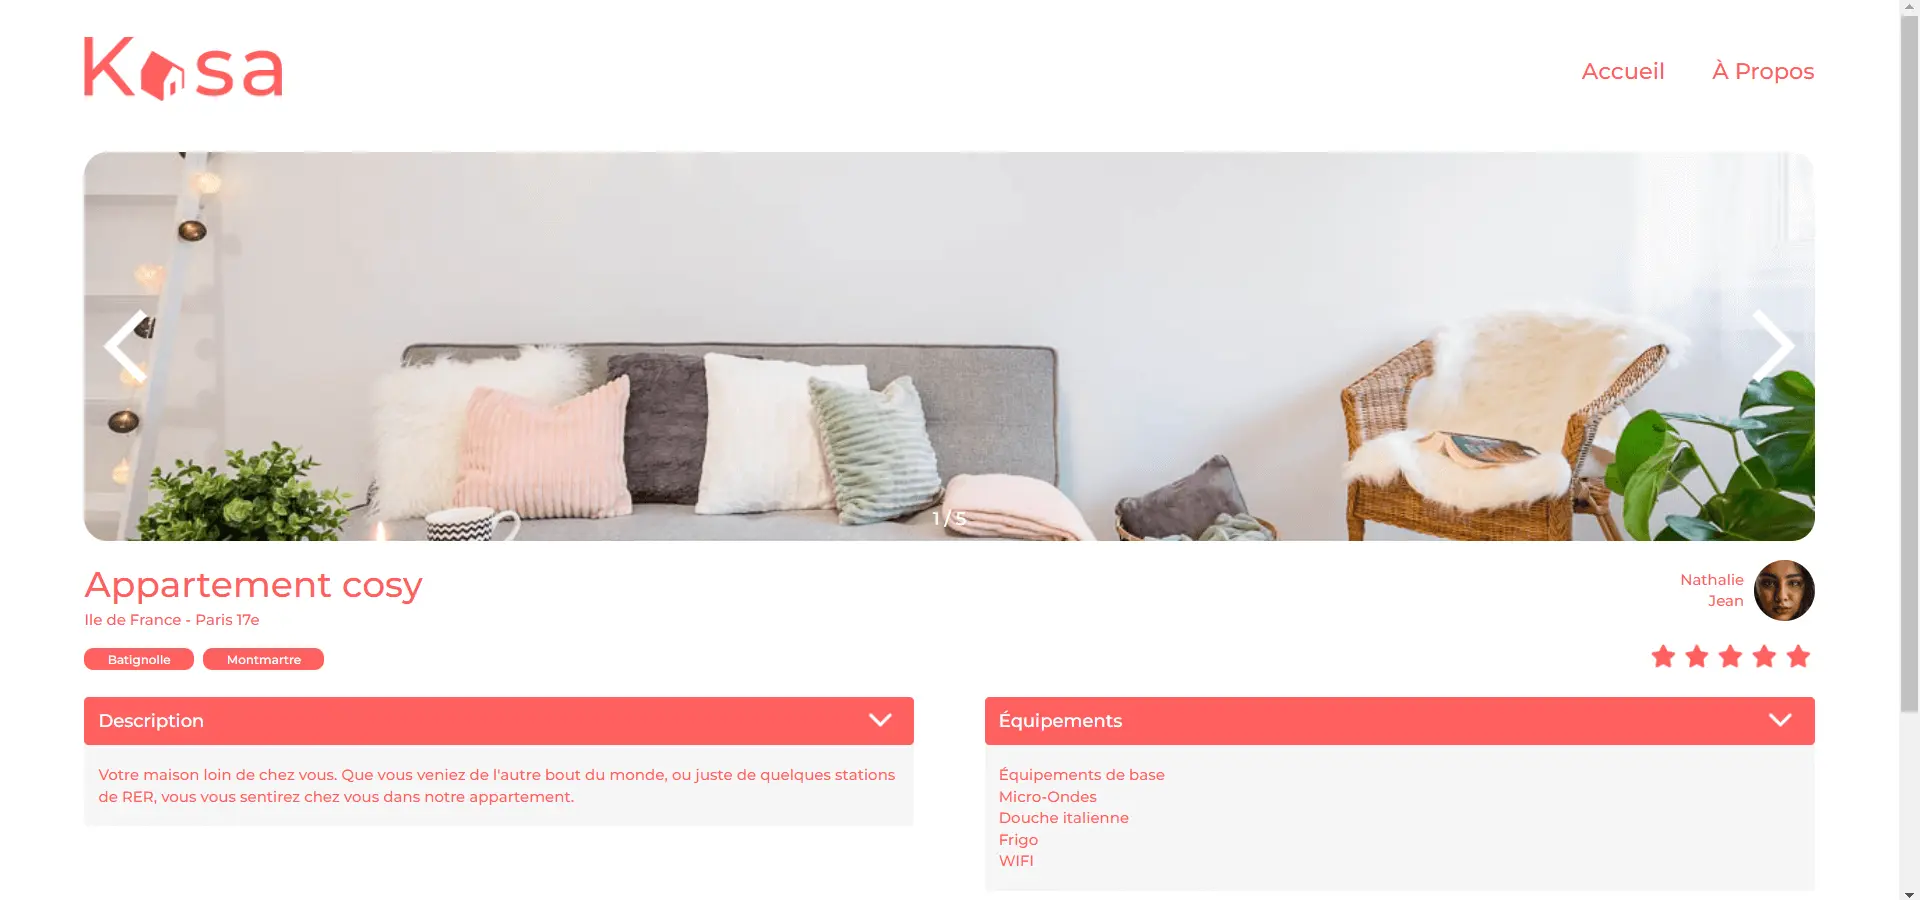 Kasa
Accueil
À Propos
1 / 5
Appartement cosy
Ile de France - Paris 17e
Nathalie
Jean
Batignolle
Montmartre
Description
Votre maison loin de chez vous. Que vous veniez de l'autre bout du monde, ou juste de quelques stations
de RER, vous vous sentirez chez vous dans notre appartement.
Équipements
Équipements de base
Micro-Ondes
Douche italienne
Frigo
WIFI